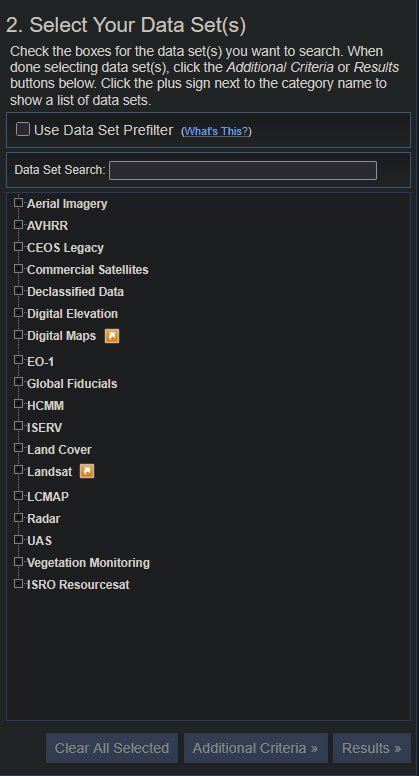 2. Select Your Data Set(s)
Check the boxes for the data set(s) you want to search. When
done selecting data set(s), click the Additional Criteria or Results
buttons below. Click the plus sign next to the category name to
show a list of data sets.
Use Data Set Prefilter (What's This?)
Data Set Search:
Aerial Imagery
AVHRR
CEOS Legacy
Commercial Satellites
Declassified Data
Digital Elevation
Digital Maps
EO-1
Global Fiducials
HCMM
ISERV
Land Cover
Landsat
LCMAP
Radar
UAS
Vegetation Monitoring
ISRO Resourcesat
Clear All Selected Additional Criteria » Results »